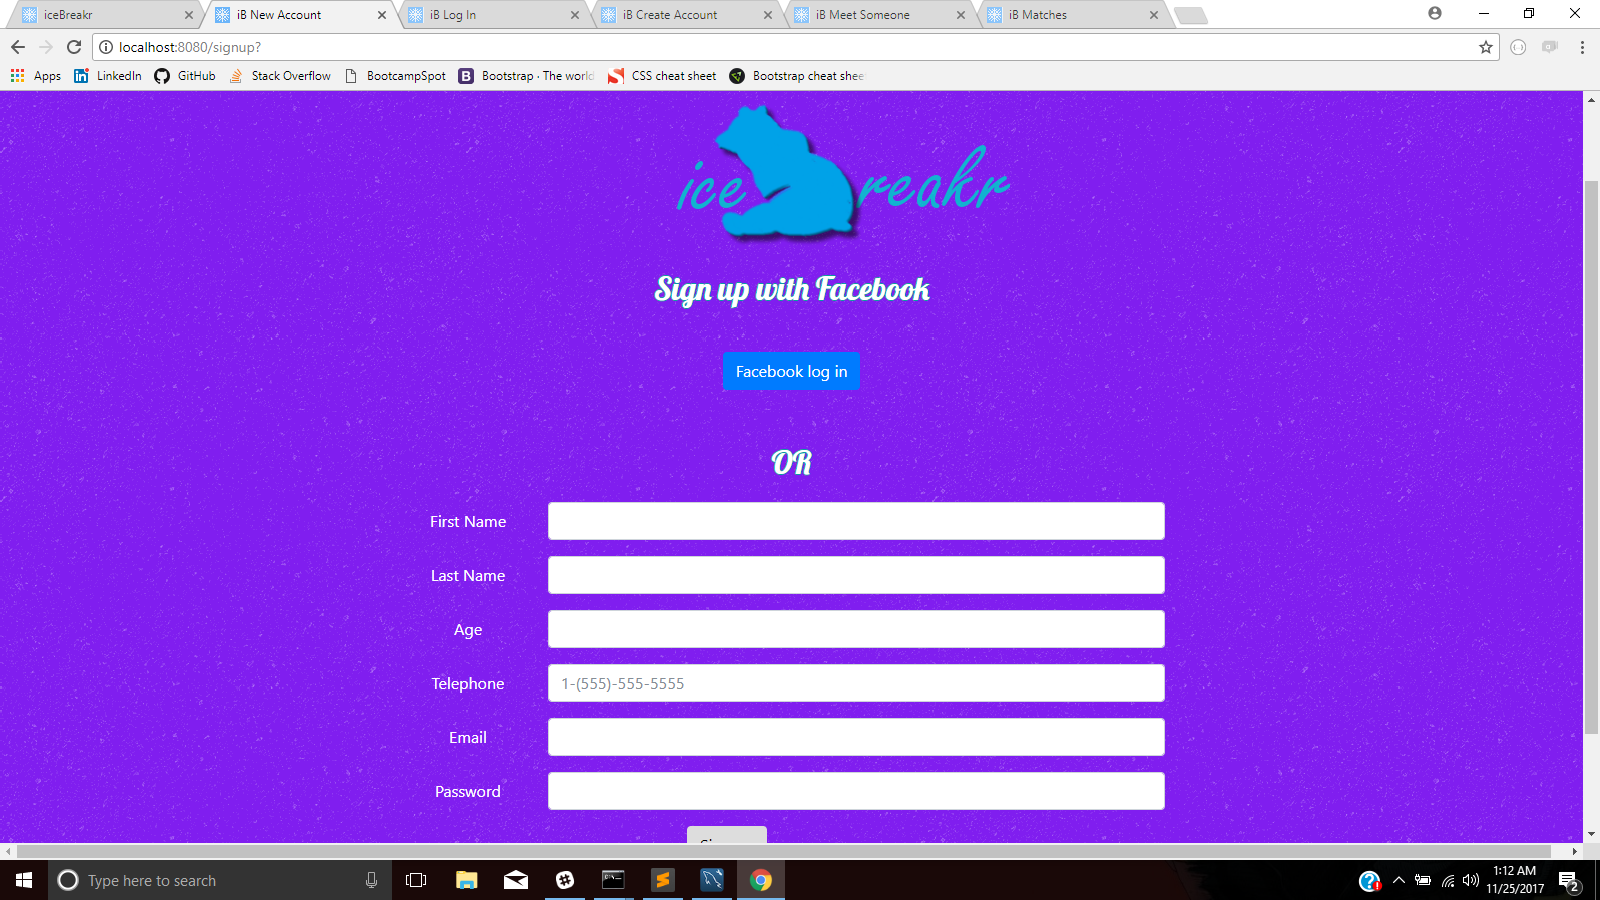 iceBreakr
iB New Account
iB Log In
iB Create Account
iB Meet Someone
iB Matches
localhost:8080/signup?
Apps
LinkedIn
GitHub
Stack Overflow
BootcampSpot
Bootstrap · The world
CSS cheat sheet
Bootstrap cheat shee
ice reakr
Sign up with Facebook
Facebook log in
OR
First Name
Last Name
Age
Telephone
1-(555)-555-5555
Email
Password
Type here to search
1:12 AM
11/25/2017
2